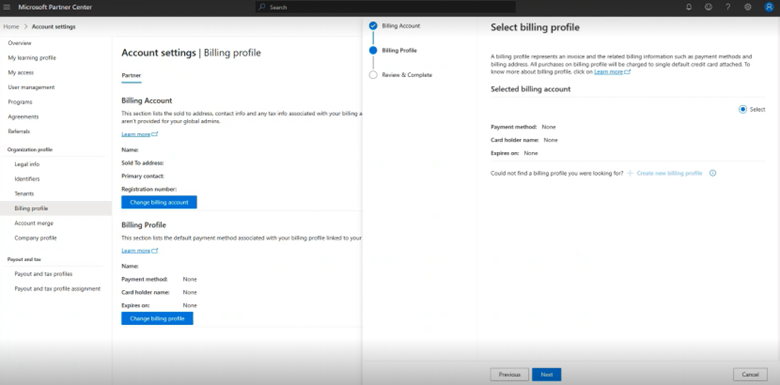 Microsoft Partner Center
Search
Home > Account settings
Overview
My learning profile
My access
User management
Programs
Agreements
Referrals
Organization profile
Legal info
Identifiers
Tenants
Billing profile
Account merge
Company profile
Payout and tax
Payout and tax profiles
Payout and tax profile assignment
Account settings | Billing profile
Partner
Billing Account
This section lists the sold to address, contact info and any tax info associated with your billing a
aren't provided for your global admins.
Learn more
Name:
Sold To address:
Primary contact:
Registration number:
Change billing account
Billing Profile
This section lists the default payment method associated with your billing profile linked to your
Learn more
Name:
Payment method: None
Card holder name: None
Expires on: None
Change billing profile
Billing Account
Billing Profile
Review & Complete
Select billing profile
A billing profile represents an invoice and the related billing information such as payment methods and
billing address. All purchases on billing profile will be charged to single default credit card attached. To
know more about billing profile, click on Learn more
Selected billing account
Select
Payment method: None
Card holder name: None
Expires on: None
Could not find a billing profile you were looking for? + Create new billing profile
Previous
Next
Cancel